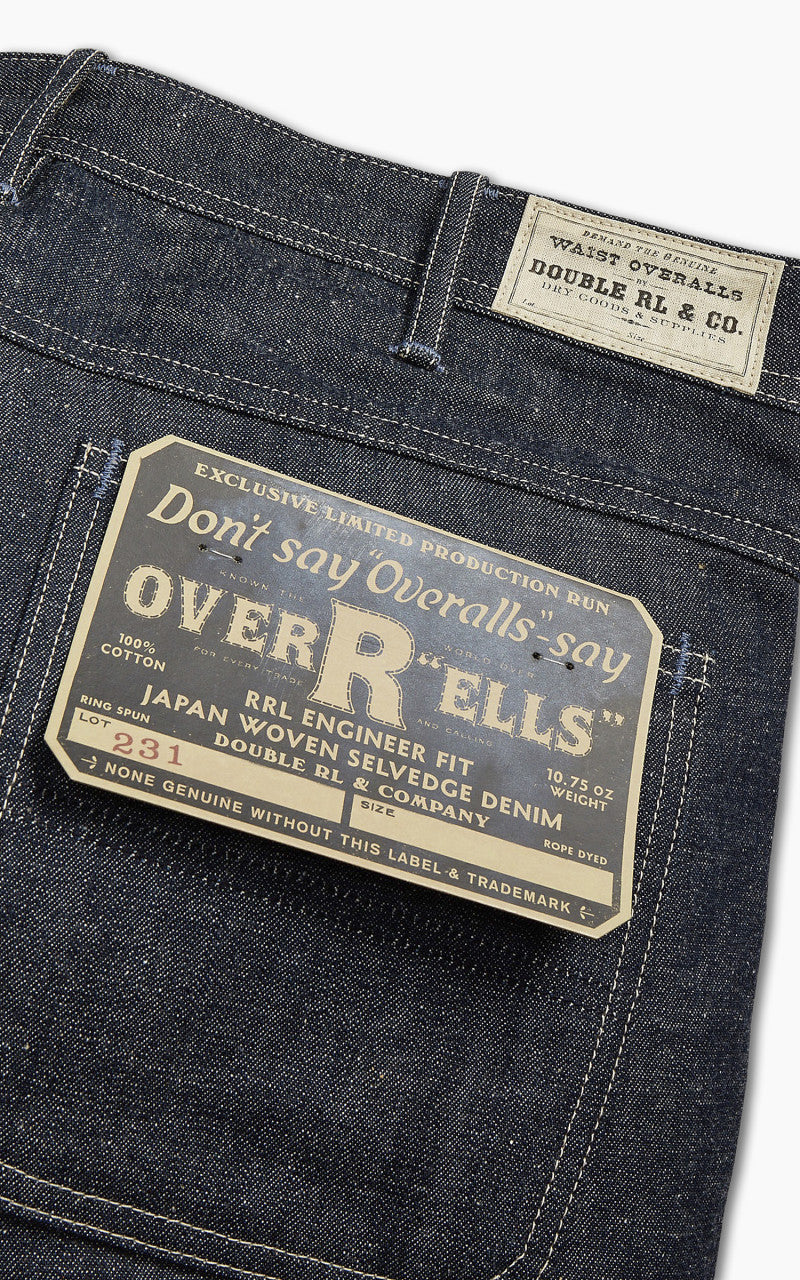 DEMAND THE GENUINE
WAIST OVERALLS
BY
DOUBLE RL & CO.
DRY GOODS & SUPPLIES
Lot
Size
EXCLUSIVE LIMITED PRODUCTION RUN
Don't say "Overalls"-say
KNOWN THE WORLD OVER
OVERR"ELLS"
FOR EVERY TRADE AND CALLING
100%
COTTON
RRL ENGINEER FIT
JAPAN WOVEN SELVEDGE DENIM
DOUBLE RL & COMPANY
10.75 OZ
WEIGHT
RING SPUN
ROPE DYED
LOT 231
SIZE
NONE GENUINE WITHOUT THIS LABEL & TRADEMARK